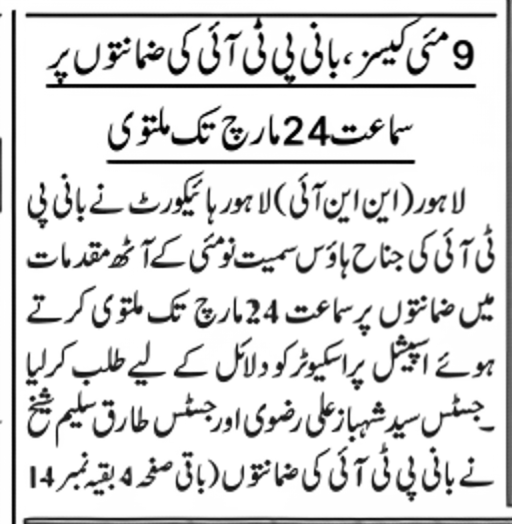 9 مئی کیسز، بانی پی ٹی آئی کی ضمانتوں پر
سماعت 24 مارچ تک ملتوی
لاہور(این این آئی)لاہور ہائیکورٹ نے بانی پی
ٹی آئی کی جناح ہاؤس سمیت نو مئی کے آٹھ مقدمات
میں ضمانتوں پر سماعت 24 مارچ تک ملتوی کرتے
ہوئے اسپیشل پراسکیوٹر کو دلائل کے لیے طلب کرلیا
۔جسٹس سید شہباز علی رضوی اور جسٹس طارق سلیم شیخ
نے بانی پی ٹی آئی کی ضمانتوں (باقی صفحہ 4 بقیہ نمبر 14